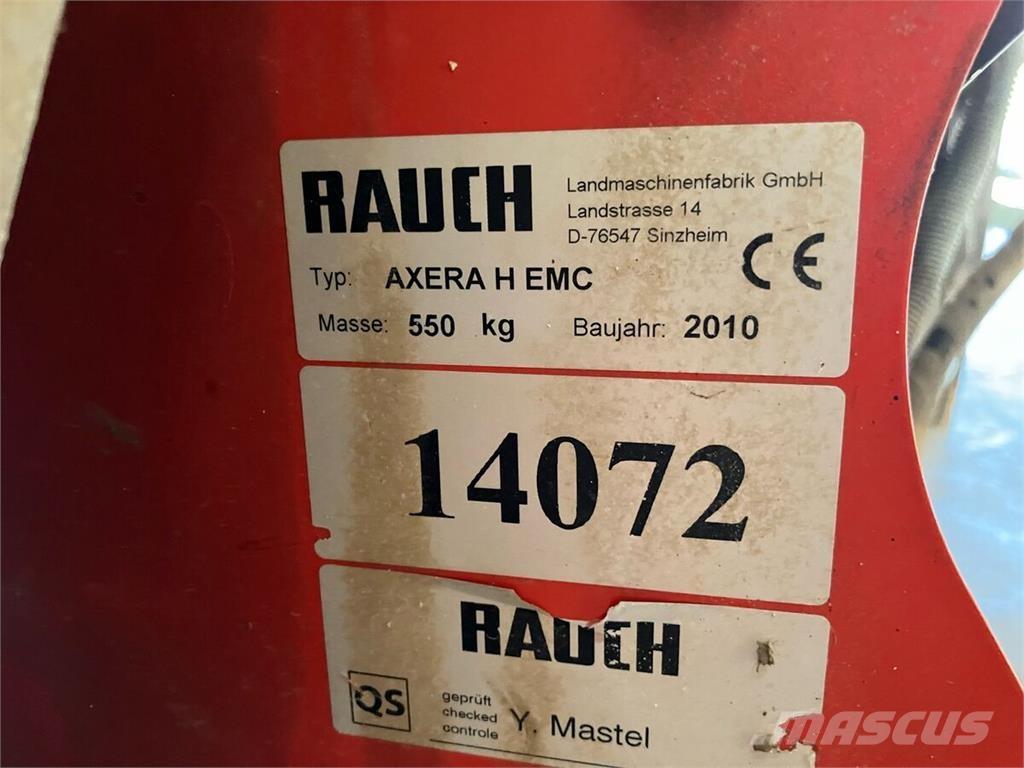 RAUCH
Landmaschinenfabrik GmbH
Landstrasse 14
D-76547 Sinzheim
Typ: AXERA H EMC
CE
Masse: 550 kg Baujahr: 2010
14072
RAUCH
QS
geprüft
checked
controle
Y. Mastel
MASCUS